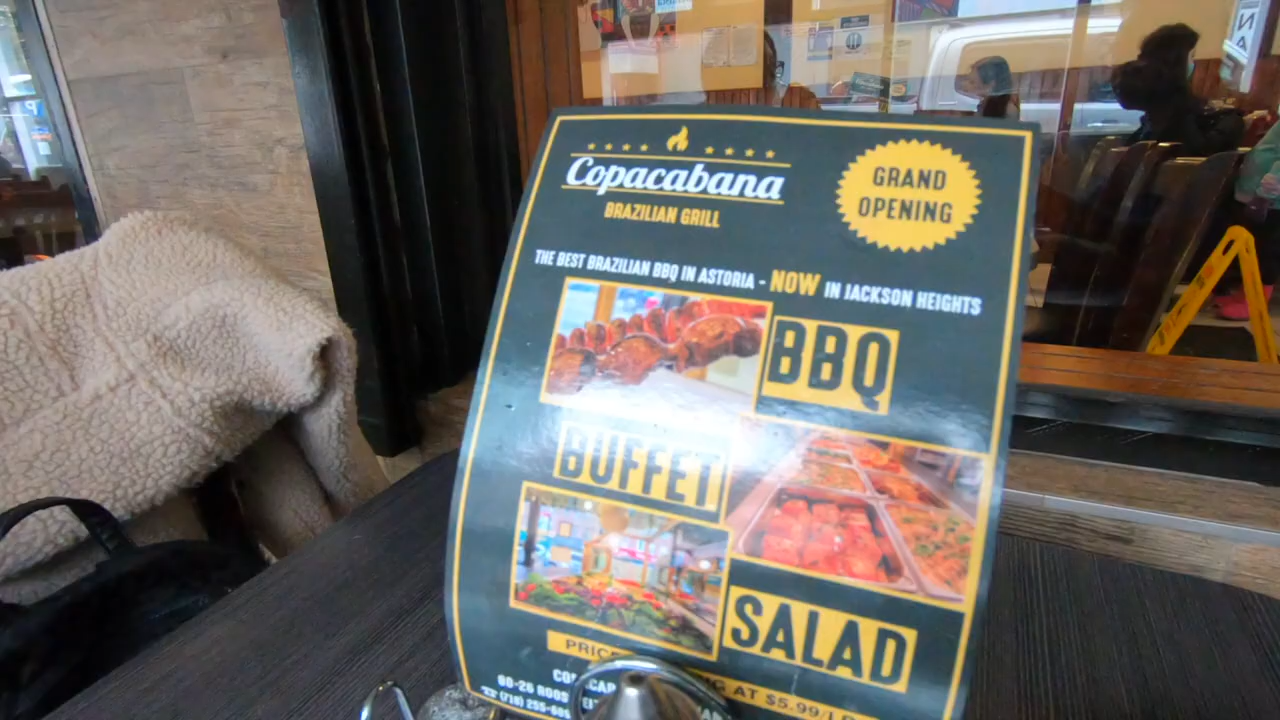 Copacabana
BRAZILIAN GRILL
GRAND
OPENING
THE BEST BRAZILIAN BBQ IN ASTORIA - NOW IN JACKSON HEIGHTS
BBQ
BUFFET
SALAD
AT $5.99/